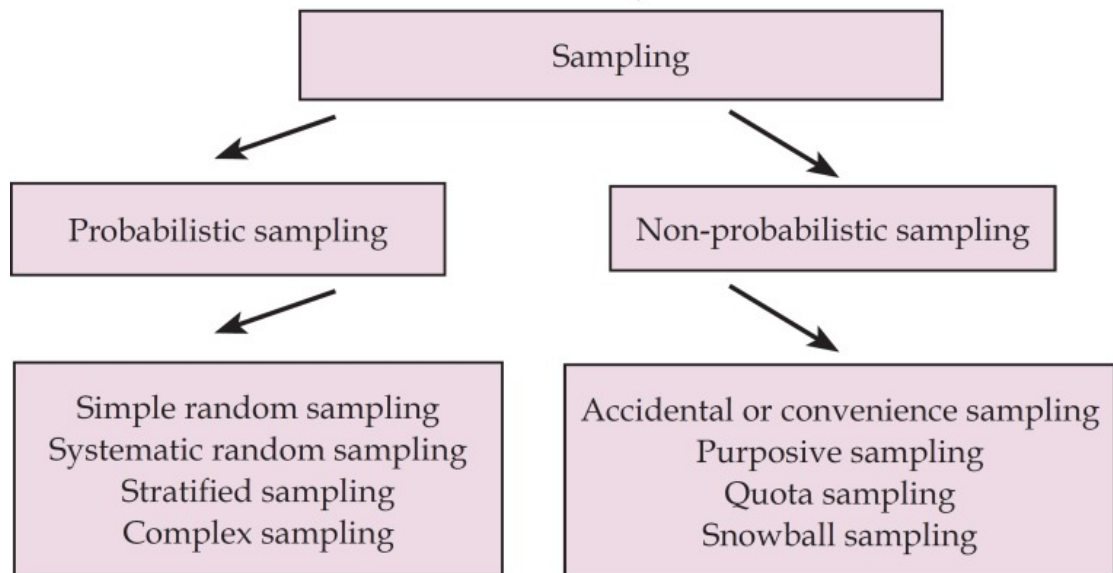 Sampling
Probabilistic sampling
Non-probabilistic sampling
Simple random sampling
Systematic random sampling
Stratified sampling
Complex sampling
Accidental or convenience sampling
Purposive sampling
Quota sampling
Snowball sampling